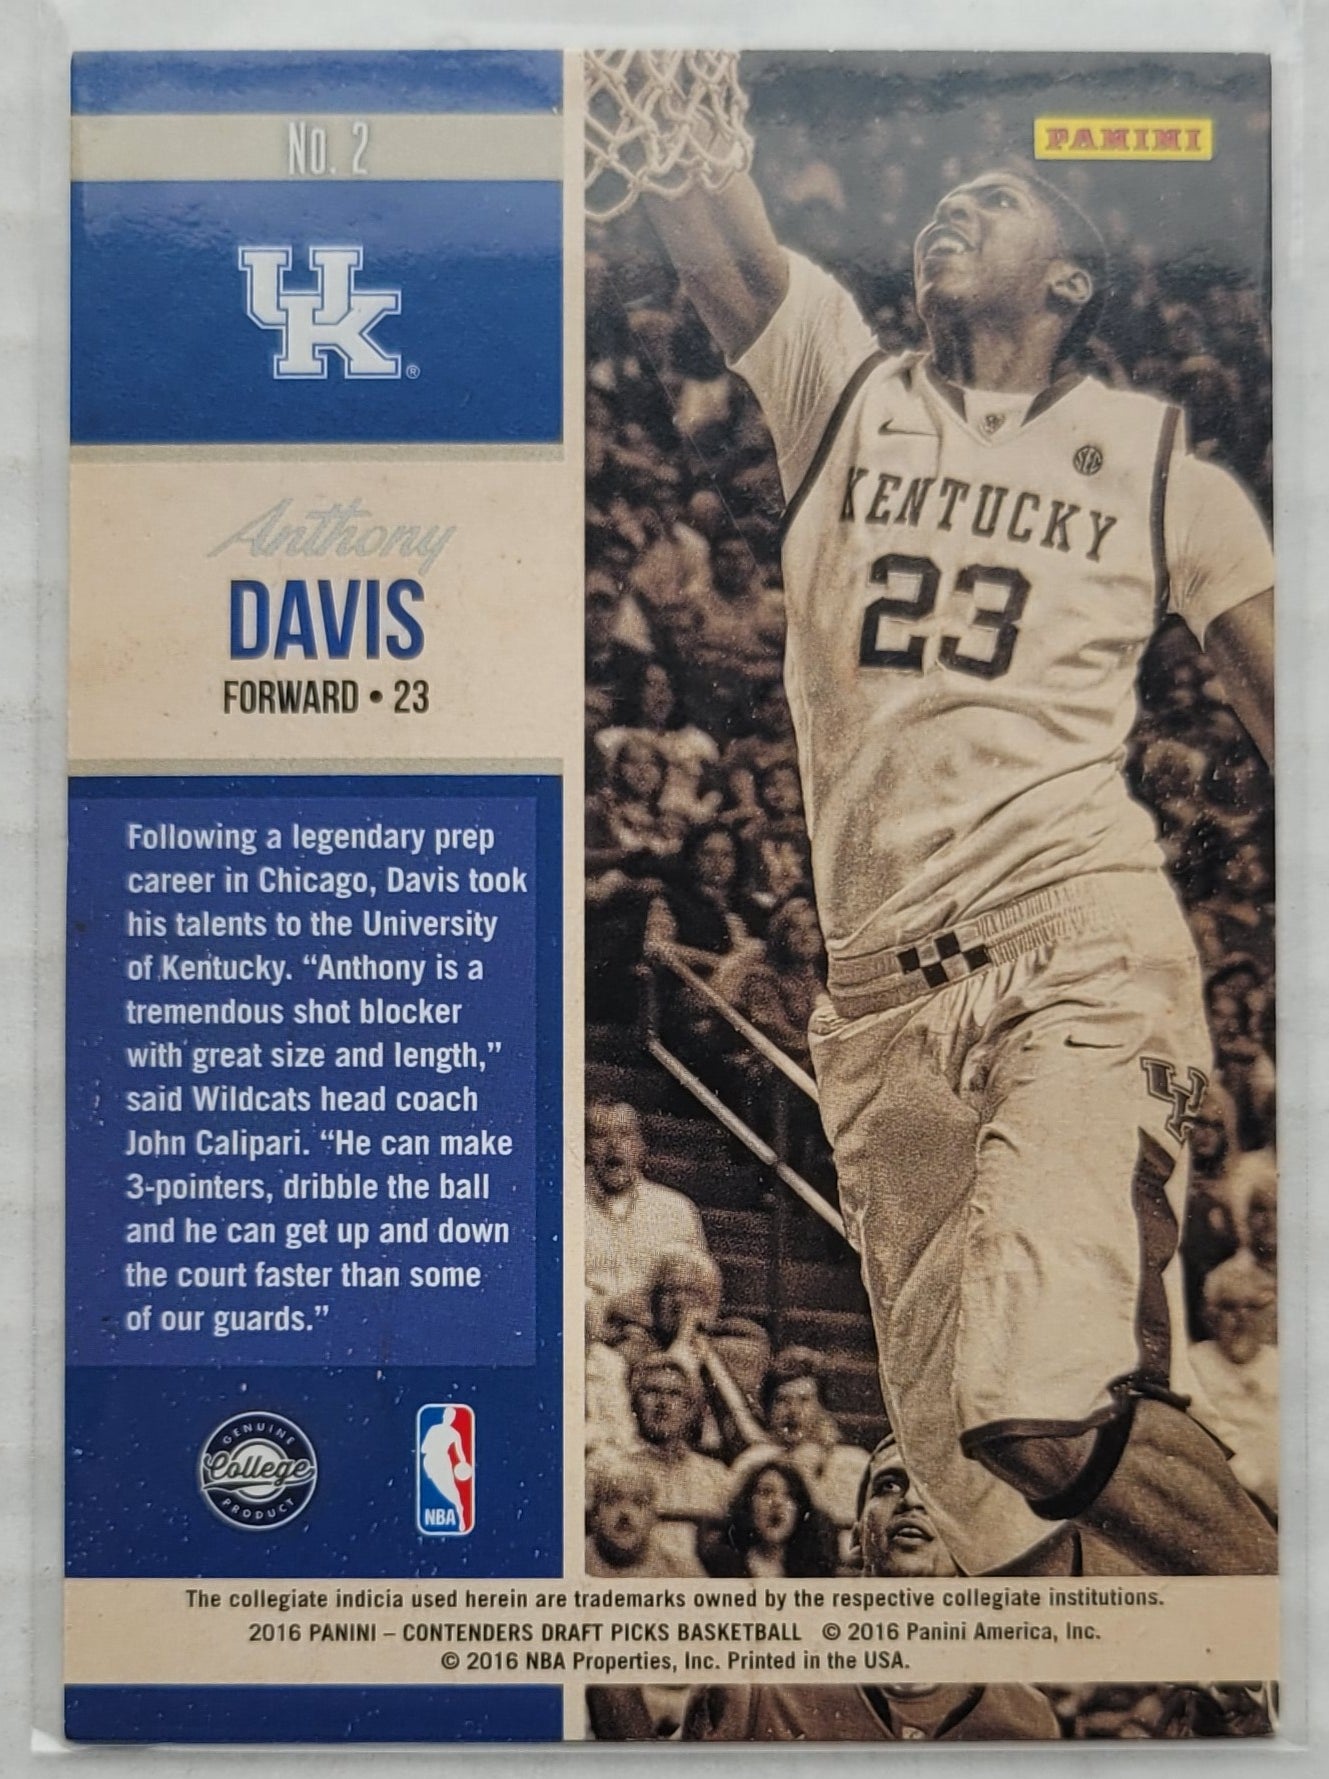 No. 2
PANINI
UK®
Anthony
DAVIS
FORWARD • 23
Following a legendary prep
career in Chicago, Davis took
his talents to the University
of Kentucky. “Anthony is a
tremendous shot blocker
with great size and length,”
said Wildcats head coach
John Calipari. “He can make
3-pointers, dribble the ball
and he can get up and down
the court faster than some
of our guards.”
GENUINE
College
PRODUCT
NBA
KENTUCKY
23
SEC
UK
The collegiate indicia used herein are trademarks owned by the respective collegiate institutions.
2016 PANINI – CONTENDERS DRAFT PICKS BASKETBALL © 2016 Panini America, Inc.
© 2016 NBA Properties, Inc. Printed in the USA.